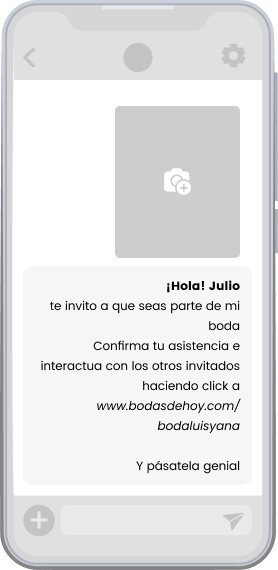 ¡Hola! Julio
te invito a que seas parte de mi
boda
Confirma tu asistencia e
interactua con los otros invitados
haciendo click a
www.bodasdehoy.com/
bodaluisyana
Y pásatela genial